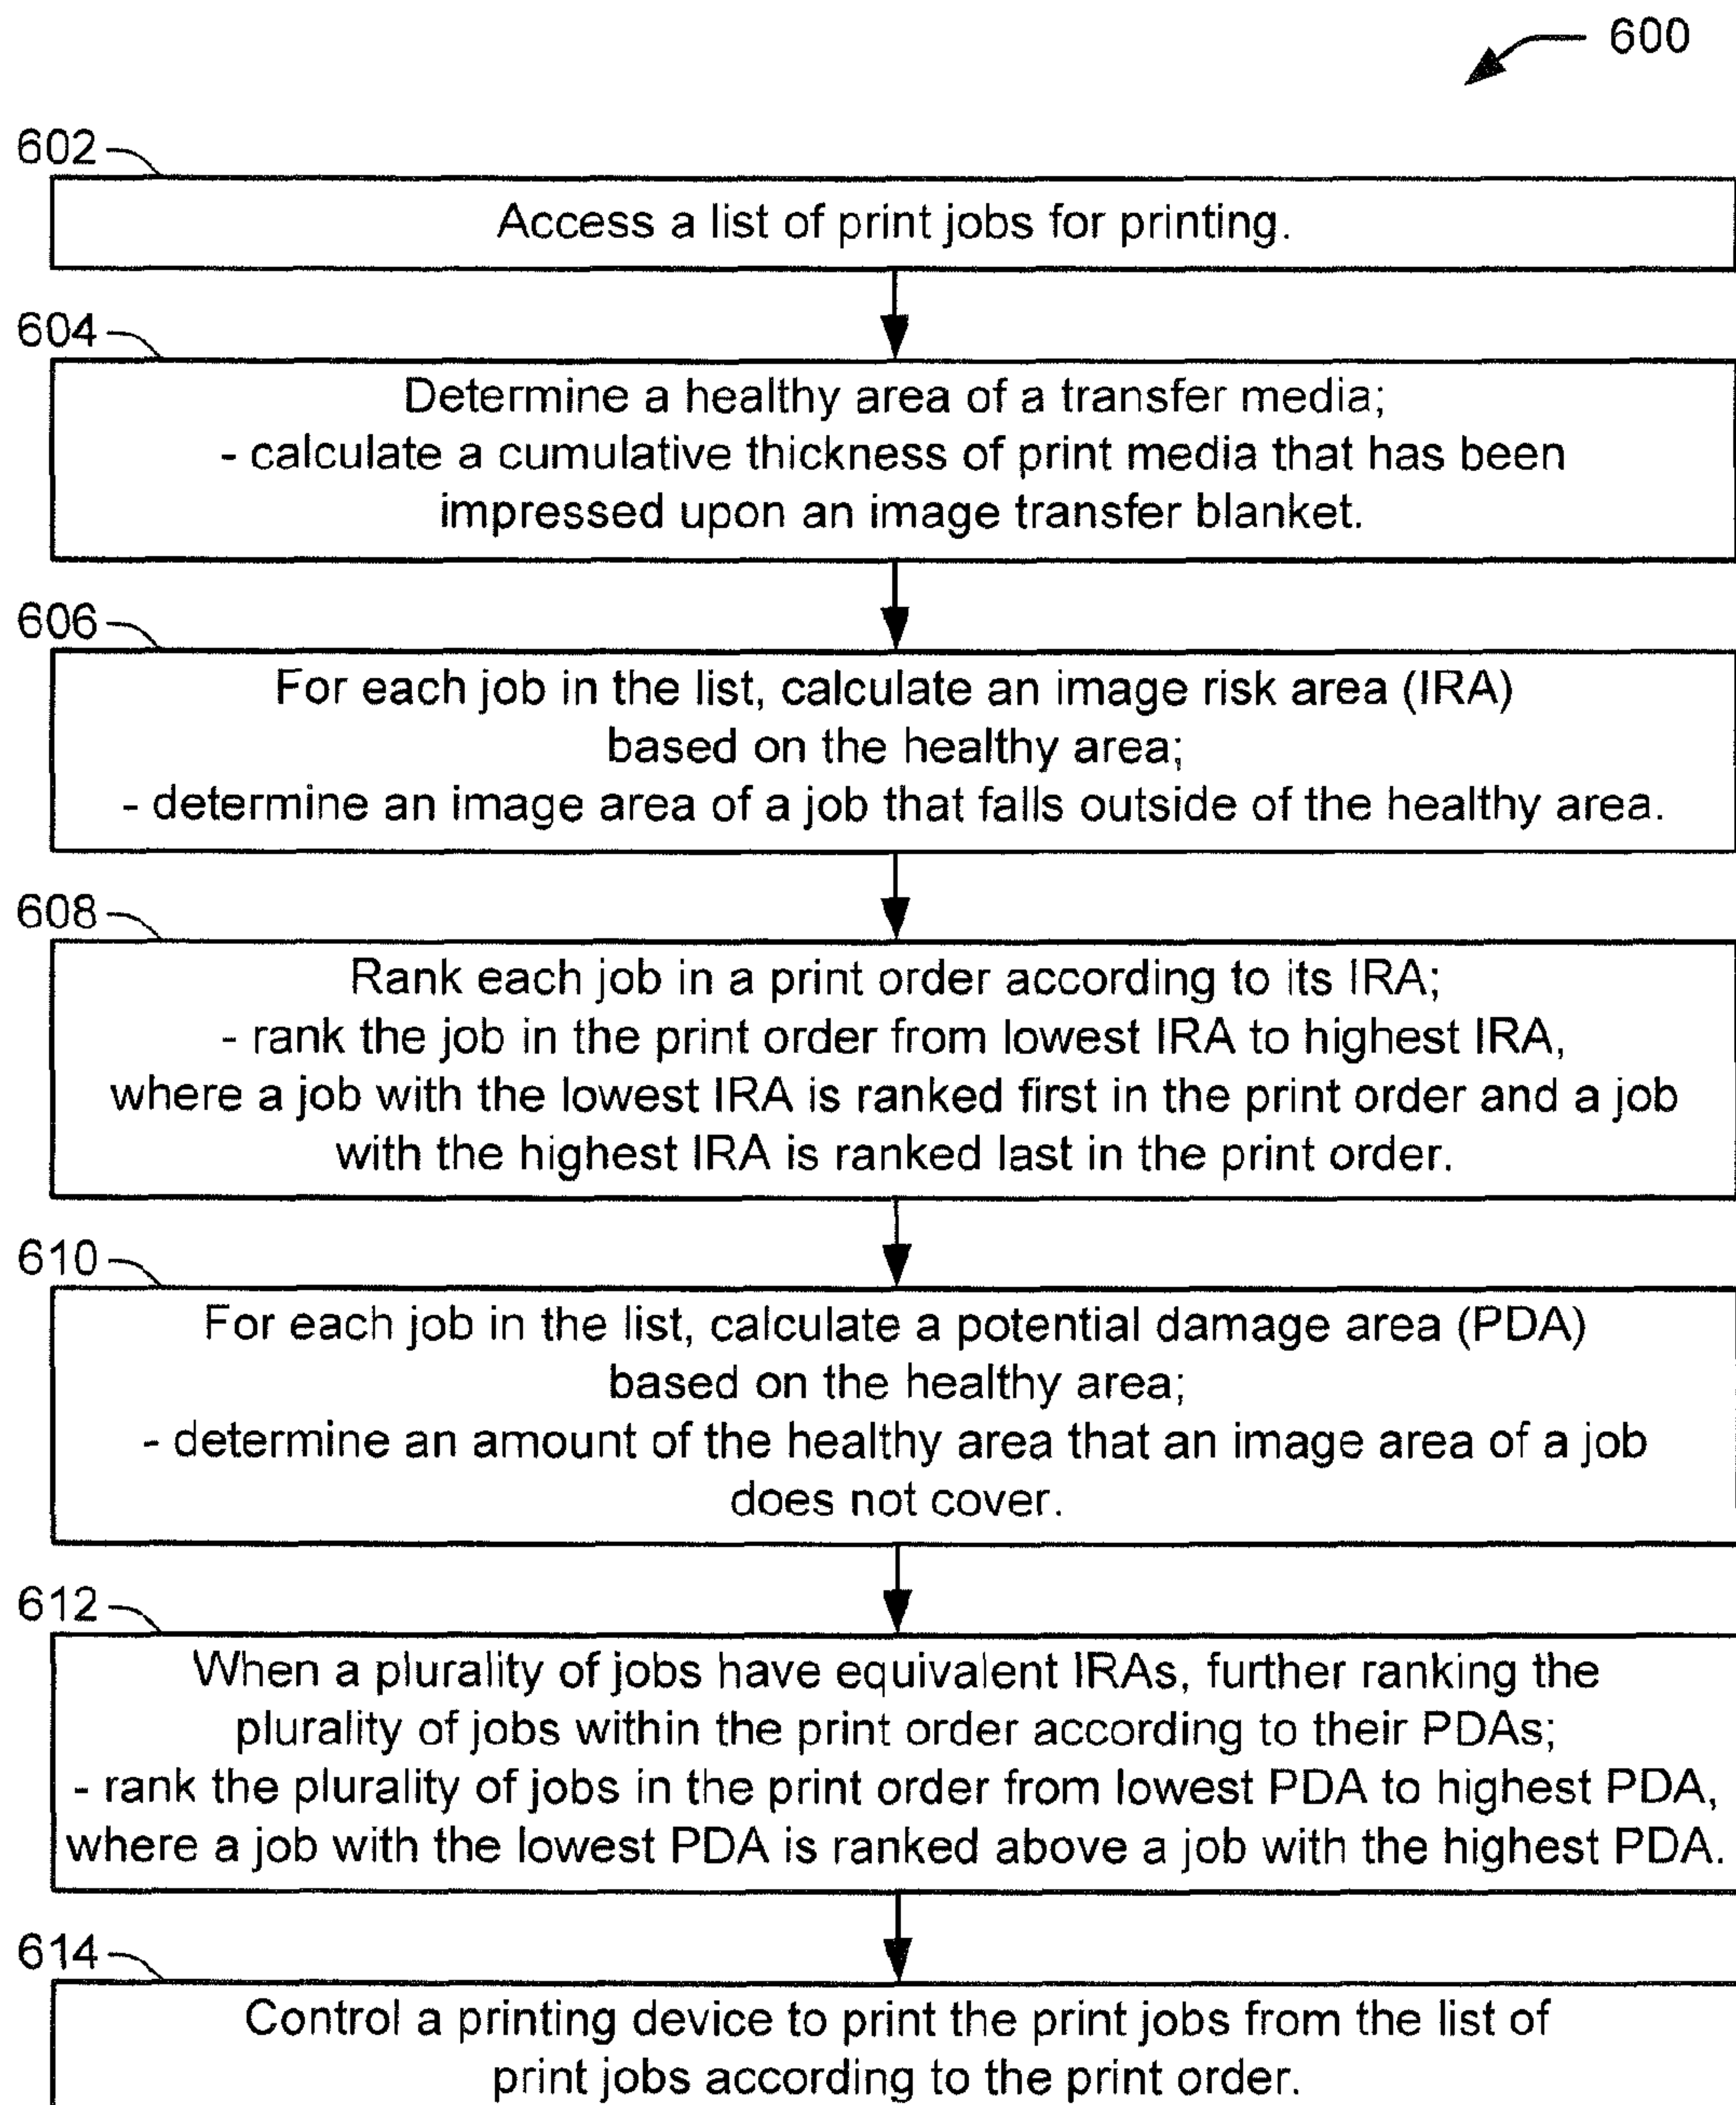 600
602
Access a list of print jobs for printing.
604
Determine a healthy area of a transfer media;
- calculate a cumulative thickness of print media that has been
impressed upon an image transfer blanket.
606
For each job in the list, calculate an image risk area (IRA)
based on the healthy area;
- determine an image area of a job that falls outside of the healthy area.
608
Rank each job in a print order according to its IRA;
- rank the job in the print order from lowest IRA to highest IRA,
where a job with the lowest IRA is ranked first in the print order and a job
with the highest IRA is ranked last in the print order.
610
For each job in the list, calculate a potential damage area (PDA)
based on the healthy area;
- determine an amount of the healthy area that an image area of a job
does not cover.
612
When a plurality of jobs have equivalent IRAs, further ranking the
plurality of jobs within the print order according to their PDAs;
- rank the plurality of jobs in the print order from lowest PDA to highest PDA,
where a job with the lowest PDA is ranked above a job with the highest PDA.
614
Control a printing device to print the print jobs from the list of
print jobs according to the print order.